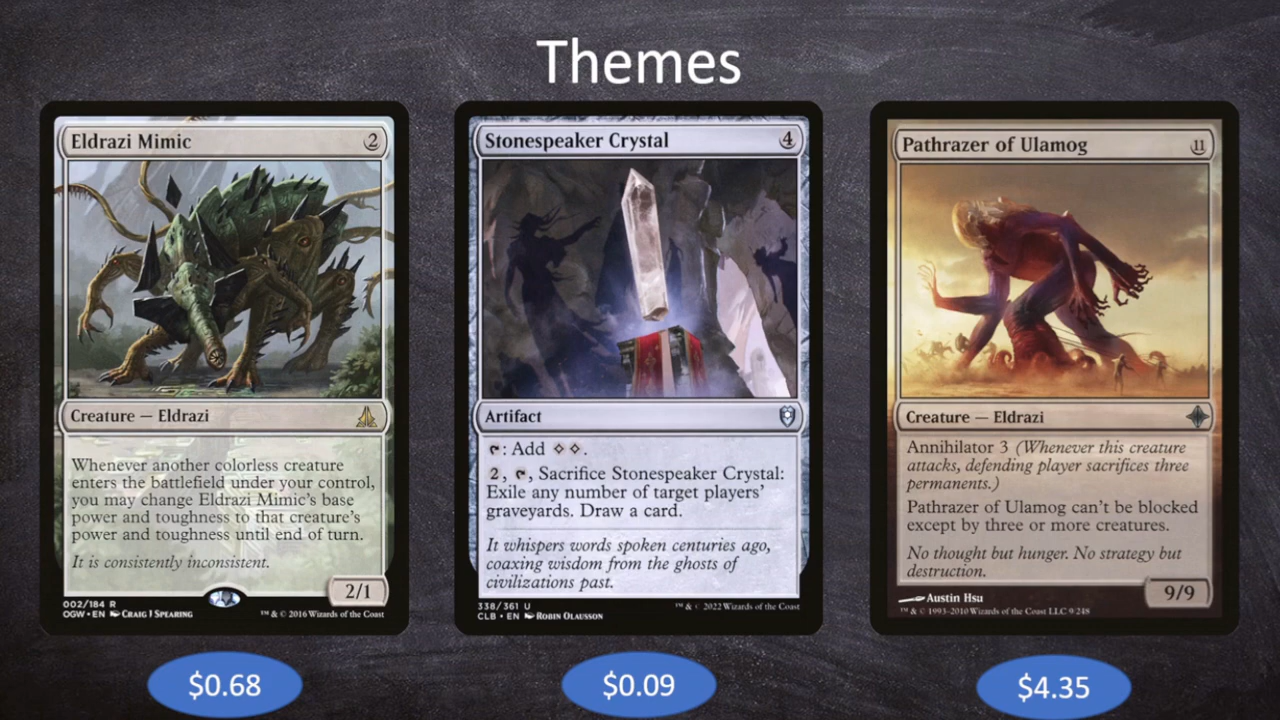 Themes
Eldrazi Mimic 2
Creature — Eldrazi
Whenever another colorless creature
enters the battlefield under your control,
you may change Eldrazi Mimic's base
power and toughness to that creature's
power and toughness until end of turn.
It is consistently inconsistent.
2/1
002/184 R
OGW • EN Craig J Spearing
™ & © 2016 Wizards of the Coast
$0.68
Stonespeaker Crystal 4
Artifact
: Add .
2, , Sacrifice Stonespeaker Crystal:
Exile any number of target players'
graveyards. Draw a card.
It whispers words spoken centuries ago,
coaxing wisdom from the ghosts of
civilizations past.
338/361 U
CLB • EN Robin Olausson
™ & © 2022 Wizards of the Coast
$0.09
Pathrazer of Ulamog 11
Creature — Eldrazi
Annihilator 3 (Whenever this creature
attacks, defending player sacrifices three
permanents.)
Pathrazer of Ulamog can't be blocked
except by three or more creatures.
No thought but hunger. No strategy but
destruction.
9/9
Austin Hsu
™ & © 1993-2010 Wizards of the Coast LLC 9/248
$4.35